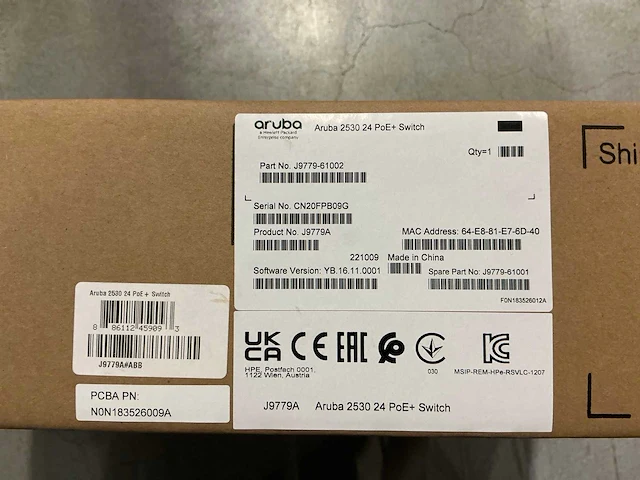 aruba
a Hewlett Packard
Enterprise company
Aruba 2530 24 PoE+ Switch
Qty=1
Part No. J9779-61002
Serial No. CN20FPB09G
Product No. J9779A
MAC Address: 64-E8-81-E7-6D-40
221009 Made in China
Software Version: YB.16.11.0001
Spare Part No: J9779-61001
F0N183526012A
Shi
Aruba 2530 24 PoE+ Switch
8 86112 45909 3
J9779A#ABB
PCBA PN:
N0N183526009A
UK
CA
CE
EAC
030
HPE, Postfach 0001,
1122 Wien, Austria
MSIP-REM-HPe-RSVLC-1207
J9779A Aruba 2530 24 PoE+ Switch